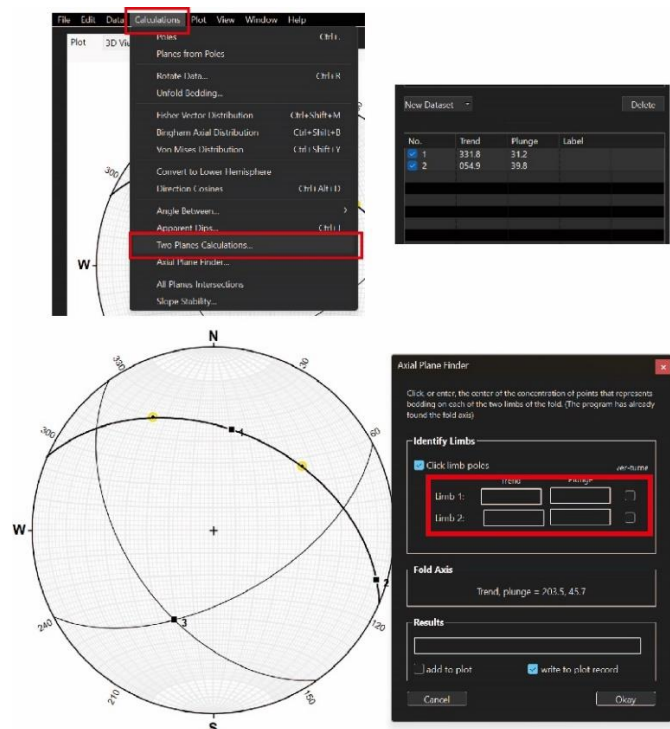 File Edit Data Calculations Plot View Window Help
Plot 3D Vi
Poles Ctrl+L
Planes from Poles
Rotate Data... Ctrl+R
Unfold Bedding...
Fisher Vector Distribution Ctrl+Shift+M
Bingham Axial Distribution Ctrl+Shift+B
Von Mises Distribution Ctrl+Shift+Y
Convert to Lower Hemisphere
Direction Cosines Ctrl+Alt+D
Angle Between... >
Apparent Dips... Ctrl+I
Two Planes Calculations...
Axial Plane Finder...
All Planes Intersections
Slope Stability...
300
W
New Dataset Delete
No. Trend Plunge Label
1 331.8 31.2
2 054.9 39.8
N
330 30
300 60
1
W
2
240 3 120
210 150
S
Axial Plane Finder
Click, or enter, the center of the concentration of points that represents
bedding on each of the two limbs of the fold. (The program has already
found the fold axis)
Identify Limbs
Click limb poles ver-turne
Trend Plunge
Limb 1:
Limb 2:
Fold Axis
Trend, plunge = 203.5, 45.7
Results
add to plot write to plot record
Cancel Okay